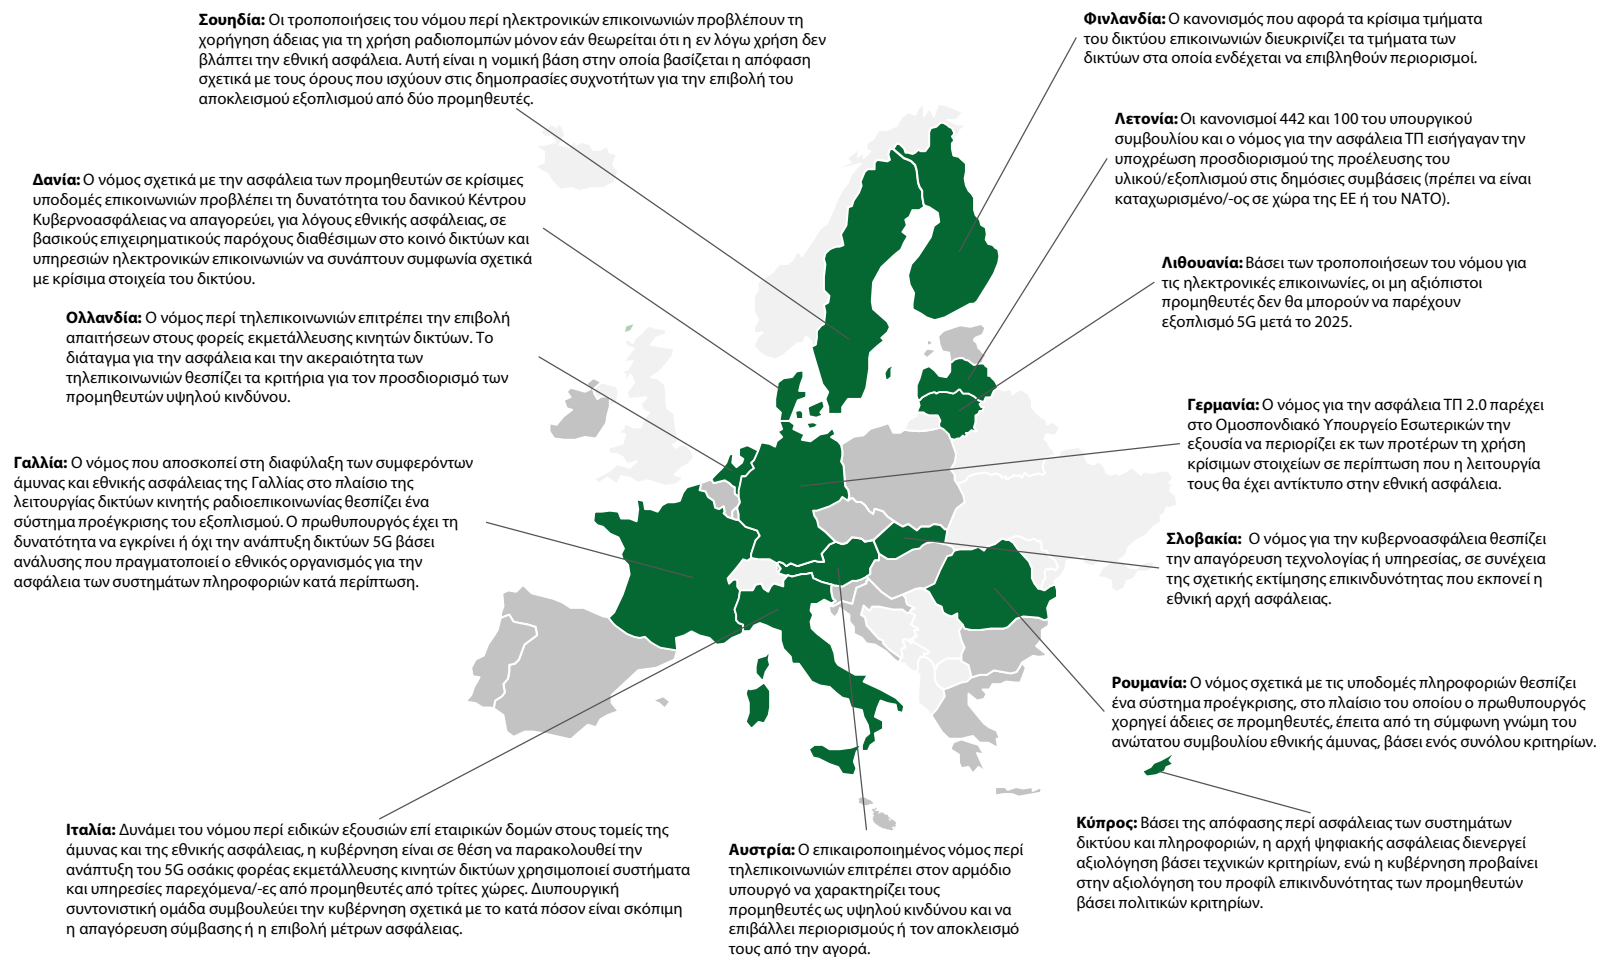 Σουηδία: Οι τροποποιήσεις του νόμου περί ηλεκτρονικών επικοινωνιών προβλέπουν τη
χορήγηση άδειας για τη χρήση ραδιοπομπών μόνον εάν θεωρείται ότι η εν λόγω χρήση δεν
βλάπτει την εθνική ασφάλεια. Αυτή είναι η νομική βάση στην οποία βασίζεται η απόφαση
σχετικά με τους όρους που ισχύουν στις δημοπρασίες συχνοτήτων για την επιβολή του
αποκλεισμού εξοπλισμού από δύο προμηθευτές.
Φινλανδία: Ο κανονισμός που αφορά τα κρίσιμα τμήματα
του δικτύου επικοινωνιών διευκρινίζει τα τμήματα των
δικτύων στα οποία ενδέχεται να επιβληθούν περιορισμοί.
Λετονία: Οι κανονισμοί 442 και 100 του υπουργικού
συμβουλίου και ο νόμος για την ασφάλεια ΤΠ εισήγαγαν την
υποχρέωση προσδιορισμού της προέλευσης του
υλικού/εξοπλισμού στις δημόσιες συμβάσεις (πρέπει να είναι
καταχωρισμένο/-ος σε χώρα της ΕΕ ή του ΝΑΤΟ).
Δανία: Ο νόμος σχετικά με την ασφάλεια των προμηθευτών σε κρίσιμες
υποδομές επικοινωνιών προβλέπει τη δυνατότητα του δανικού Κέντρου
Κυβερνοασφάλειας να απαγορεύει, για λόγους εθνικής ασφάλειας, σε
βασικούς επιχειρηματικούς παρόχους διαθέσιμων στο κοινό δικτύων και
υπηρεσιών ηλεκτρονικών επικοινωνιών να συνάπτουν συμφωνία σχετικά
με κρίσιμα στοιχεία του δικτύου.
Λιθουανία: Βάσει των τροποποιήσεων του νόμου για
τις ηλεκτρονικές επικοινωνίες, οι μη αξιόπιστοι
προμηθευτές δεν θα μπορούν να παρέχουν
εξοπλισμό 5G μετά το 2025.
Ολλανδία: Ο νόμος περί τηλεπικοινωνιών επιτρέπει την επιβολή
απαιτήσεων στους φορείς εκμετάλλευσης κινητών δικτύων. Το
διάταγμα για την ασφάλεια και την ακεραιότητα των
τηλεπικοινωνιών θεσπίζει τα κριτήρια για τον προσδιορισμό των
προμηθευτών υψηλού κινδύνου.
Γερμανία: Ο νόμος για την ασφάλεια ΤΠ 2.0 παρέχει
στο Ομοσπονδιακό Υπουργείο Εσωτερικών την
εξουσία να περιορίζει εκ των προτέρων τη χρήση
κρίσιμων στοιχείων σε περίπτωση που η λειτουργία
τους θα έχει αντίκτυπο στην εθνική ασφάλεια.
Γαλλία: Ο νόμος που αποσκοπεί στη διαφύλαξη των συμφερόντων
άμυνας και εθνικής ασφάλειας της Γαλλίας στο πλαίσιο της
λειτουργίας δικτύων κινητής ραδιοεπικοινωνίας θεσπίζει ένα
σύστημα προέγκρισης του εξοπλισμού. Ο πρωθυπουργός έχει τη
δυνατότητα να εγκρίνει ή όχι την ανάπτυξη δικτύων 5G βάσει
ανάλυσης που πραγματοποιεί ο εθνικός οργανισμός για την
ασφάλεια των συστημάτων πληροφοριών κατά περίπτωση.
Σλοβακία: Ο νόμος για την κυβερνοασφάλεια θεσπίζει
την απαγόρευση τεχνολογίας ή υπηρεσίας, σε συνέχεια
της σχετικής εκτίμησης επικινδυνότητας που εκπονεί η
εθνική αρχή ασφάλειας.
Ρουμανία: Ο νόμος σχετικά με τις υποδομές πληροφοριών θεσπίζει
ένα σύστημα προέγκρισης, στο πλαίσιο του οποίου ο πρωθυπουργός
χορηγεί άδειες σε προμηθευτές, έπειτα από τη σύμφωνη γνώμη του
ανώτατου συμβουλίου εθνικής άμυνας, βάσει ενός συνόλου κριτηρίων.
Ιταλία: Δυνάμει του νόμου περί ειδικών εξουσιών επί εταιρικών δομών στους τομείς της
άμυνας και της εθνικής ασφάλειας, η κυβέρνηση είναι σε θέση να παρακολουθεί την
ανάπτυξη του 5G οσάκις φορέας εκμετάλλευσης κινητών δικτύων χρησιμοποιεί συστήματα
και υπηρεσίες παρεχόμενα/-ες από προμηθευτές από τρίτες χώρες. Διυπουργική
συντονιστική ομάδα συμβουλεύει την κυβέρνηση σχετικά με το κατά πόσον είναι σκόπιμη
η απαγόρευση σύμβασης ή η επιβολή μέτρων ασφάλειας.
Αυστρία: Ο επικαιροποιημένος νόμος περί
τηλεπικοινωνιών επιτρέπει στον αρμόδιο
υπουργό να χαρακτηρίζει τους
προμηθευτές ως υψηλού κινδύνου και να
επιβάλλει περιορισμούς ή τον αποκλεισμό
τους από την αγορά.
Κύπρος: Βάσει της απόφασης περί ασφάλειας των συστημάτων
δικτύου και πληροφοριών, η αρχή ψηφιακής ασφάλειας διενεργεί
αξιολόγηση βάσει τεχνικών κριτηρίων, ενώ η κυβέρνηση προβαίνει
στην αξιολόγηση του προφίλ επικινδυνότητας των προμηθευτών
βάσει πολιτικών κριτηρίων.